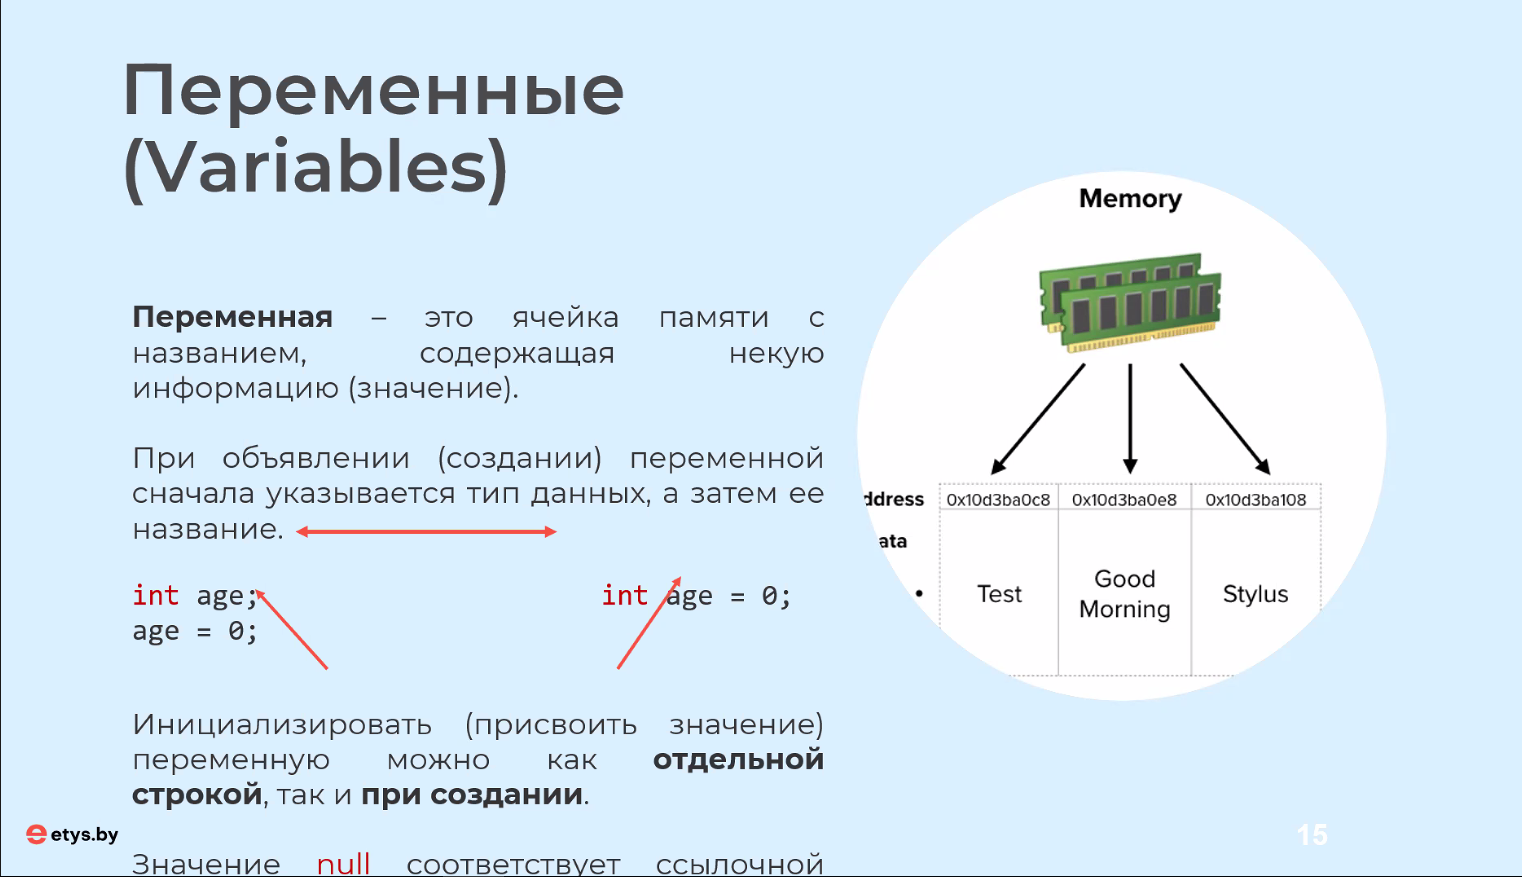 Переменные
(Variables)
Переменная – это ячейка памяти с
названием, содержащая некую
информацию (значение).
При объявлении (создании) переменной
сначала указывается тип данных, а затем ее
название.
int age;
age = 0;
int age = 0;
Инициализировать (присвоить значение)
переменную можно как отдельной
строкой, так и при создании.
Значение null соответствует ссылочной
Memory
ddress 0x10d3ba0c8 0x10d3ba0e8 0x10d3ba108
ata
Test
Good
Morning
Stylus
etys.by
15